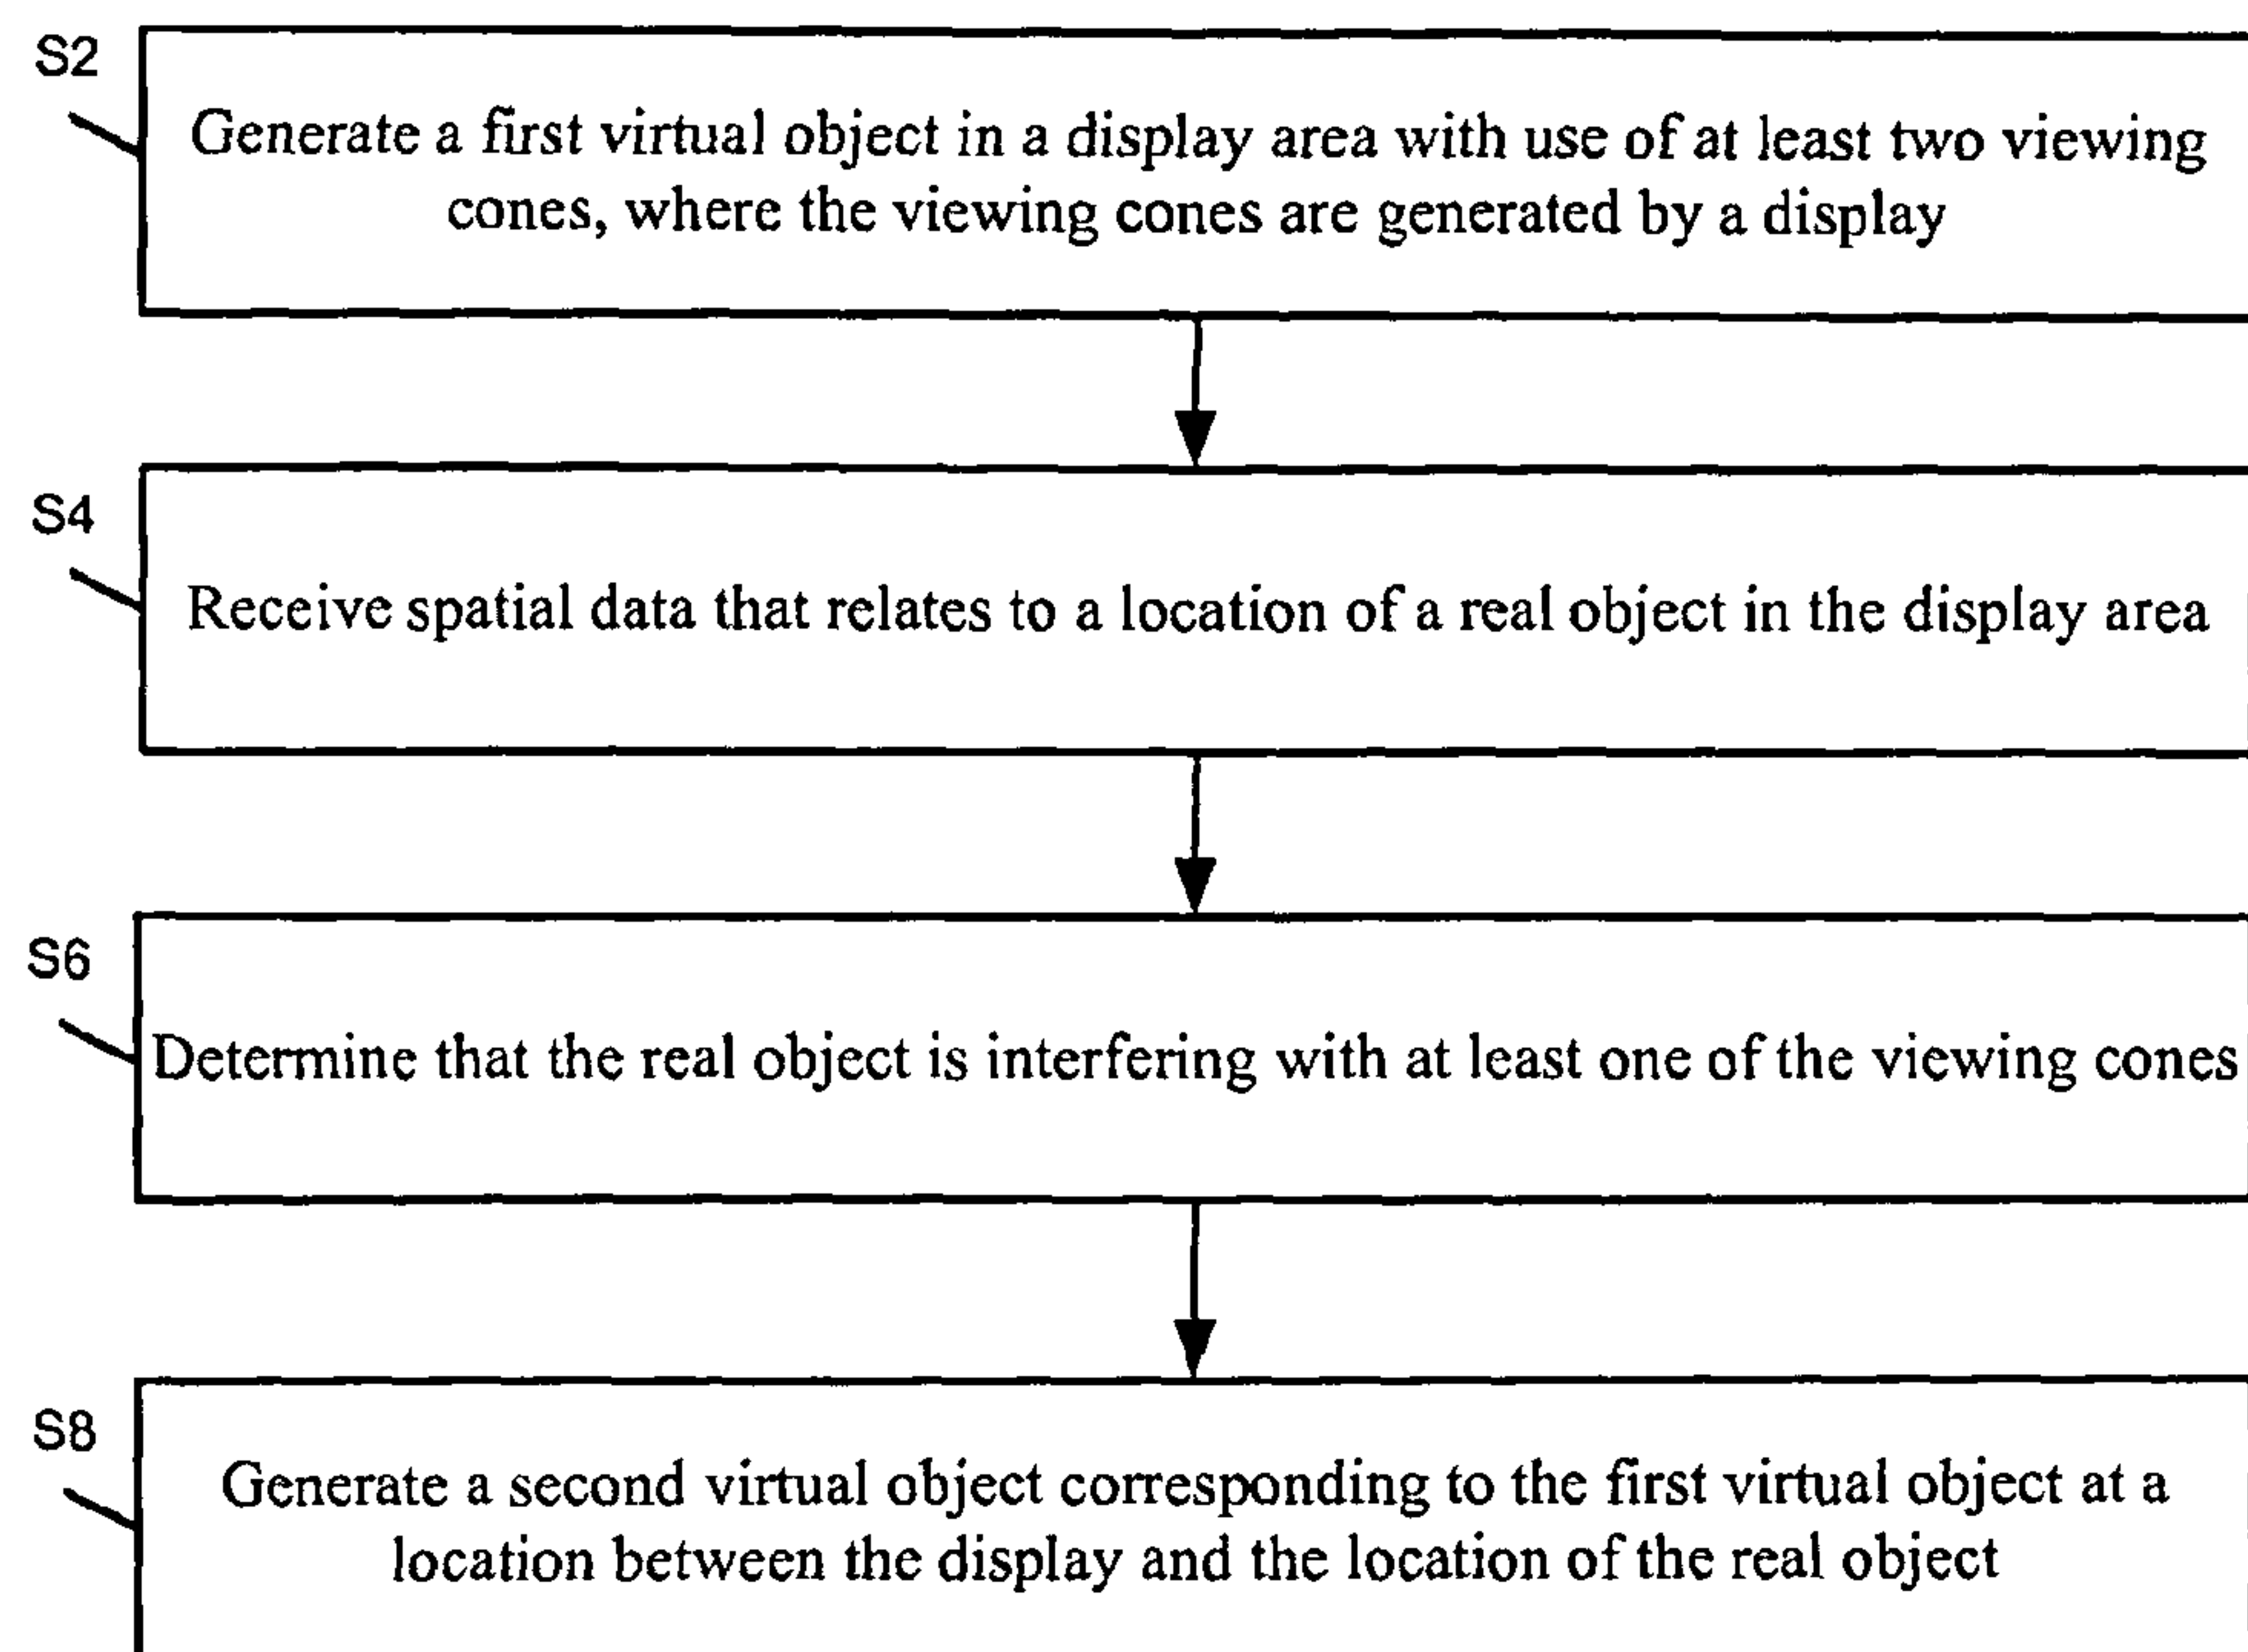 S2
Generate a first virtual object in a display area with use of at least two viewing
cones, where the viewing cones are generated by a display
S4
Receive spatial data that relates to a location of a real object in the display area
S6
Determine that the real object is interfering with at least one of the viewing cones
S8
Generate a second virtual object corresponding to the first virtual object at a
location between the display and the location of the real object